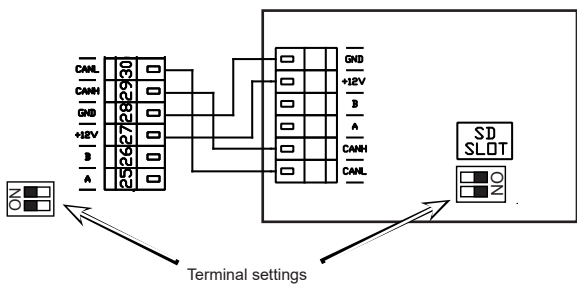 CANL 30
CANH 29
GND 28
+12V 27
B 26
A 25
GND
+12V
B
A
CANH
CANL
SD
SLOT
ON
ON
Terminal settings